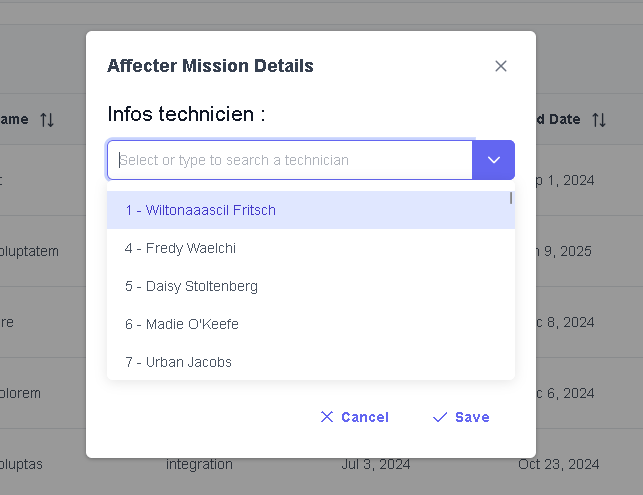 Affecter Mission Details
Infos technicien :
ame
d Date
Select or type to search a technician
1 - Wiltonaaascil Fritsch
4 - Fredy Waelchi
5 - Daisy Stoltenberg
6 - Madie O'Keefe
7 - Urban Jacobs
t
p 1, 2024
oluptatem
n 9, 2025
re
c 8, 2024
olorem
c 6, 2024
Cancel
Save
oluptas
integration
Jul 3, 2024
Oct 23, 2024